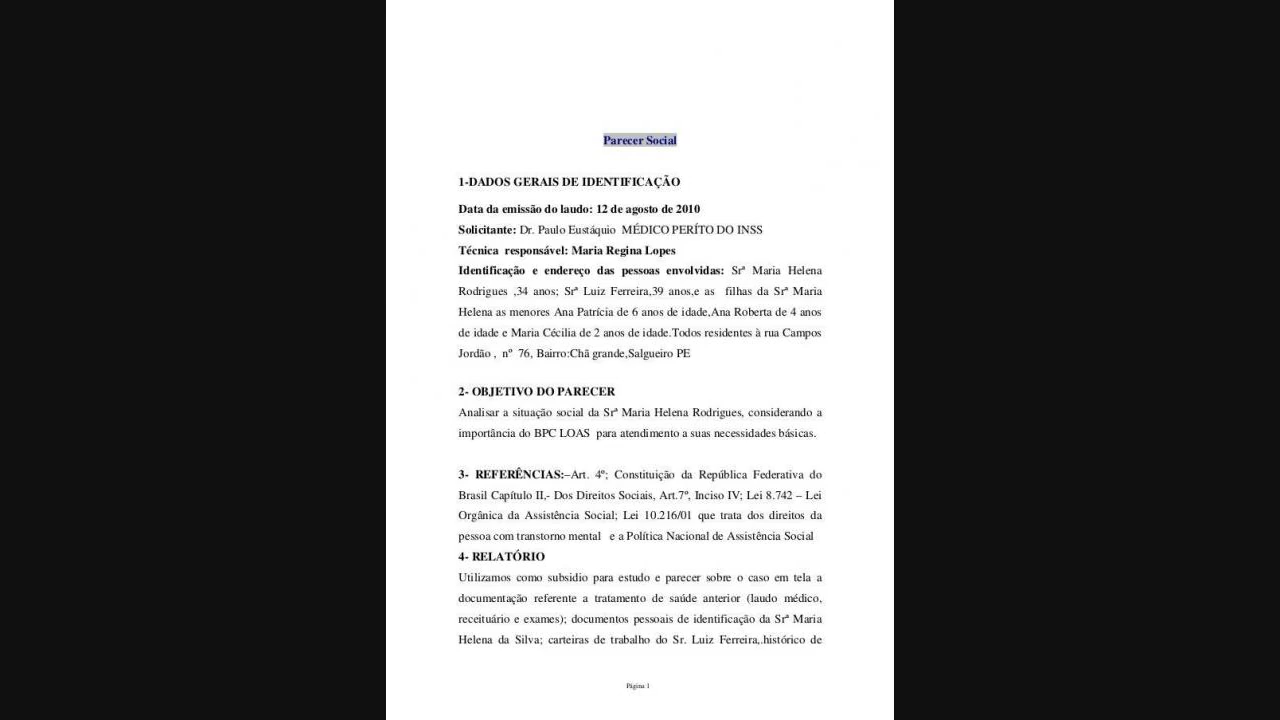 Parecer Social
1-DADOS GERAIS DE IDENTIFICAÇÃO
Data da emissão do laudo: 12 de agosto de 2010
Solicitante: Dr. Paulo Eustáquio MÉDICO PERÍTO DO INSS
Técnica responsável: Maria Regina Lopes
Identificação e endereço das pessoas envolvidas: Srª Maria Helena
Rodrigues ,34 anos; Srª Luiz Ferreira,39 anos,e as filhas da Srª Maria
Helena as menores Ana Patrícia de 6 anos de idade,Ana Roberta de 4 anos
de idade e Maria Cécilia de 2 anos de idade.Todos residentes à rua Campos
Jordão , nº 76, Bairro:Chã grande,Salgueiro PE
2- OBJETIVO DO PARECER
Analisar a situação social da Srª Maria Helena Rodrigues, considerando a
importância do BPC LOAS para atendimento a suas necessidades básicas.
3- REFERÊNCIAS:–Art. 4º; Constituição da República Federativa do
Brasil Capítulo II,- Dos Direitos Sociais, Art.7º, Inciso IV; Lei 8.742 – Lei
Orgânica da Assistência Social; Lei 10.216/01 que trata dos direitos da
pessoa com transtorno mental e a Política Nacional de Assistência Social
4- RELATÓRIO
Utilizamos como subsidio para estudo e parecer sobre o caso em tela a
documentação referente a tratamento de saúde anterior (laudo médico,
receituário e exames); documentos pessoais de identificação da Srª Maria
Helena da Silva; carteiras de trabalho do Sr. Luiz Ferreira,.histórico de
Página 1